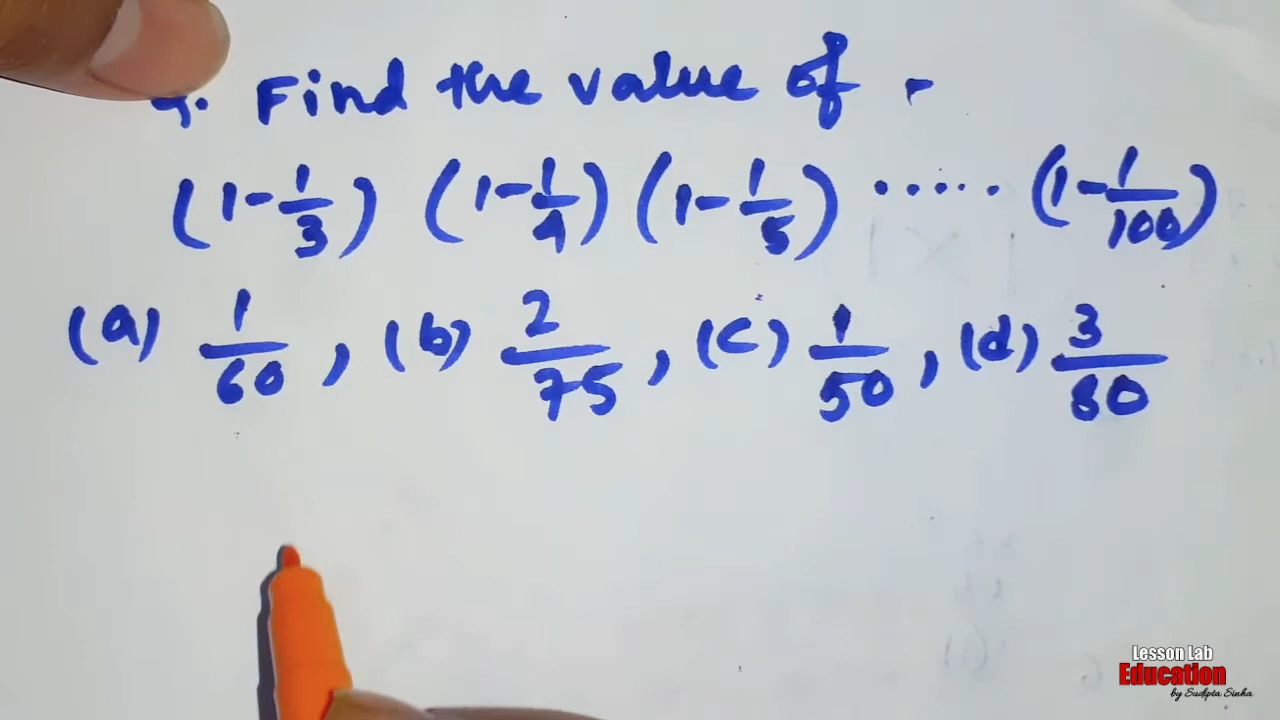 Q. Find the value of -
(1-1/3) (1-1/4) (1-1/5) ..... (1-1/100)
(a) 1/60, (b) 2/75, (c) 1/50, (d) 3/80
Lesson Lab
Education
by Sudipta Sinha